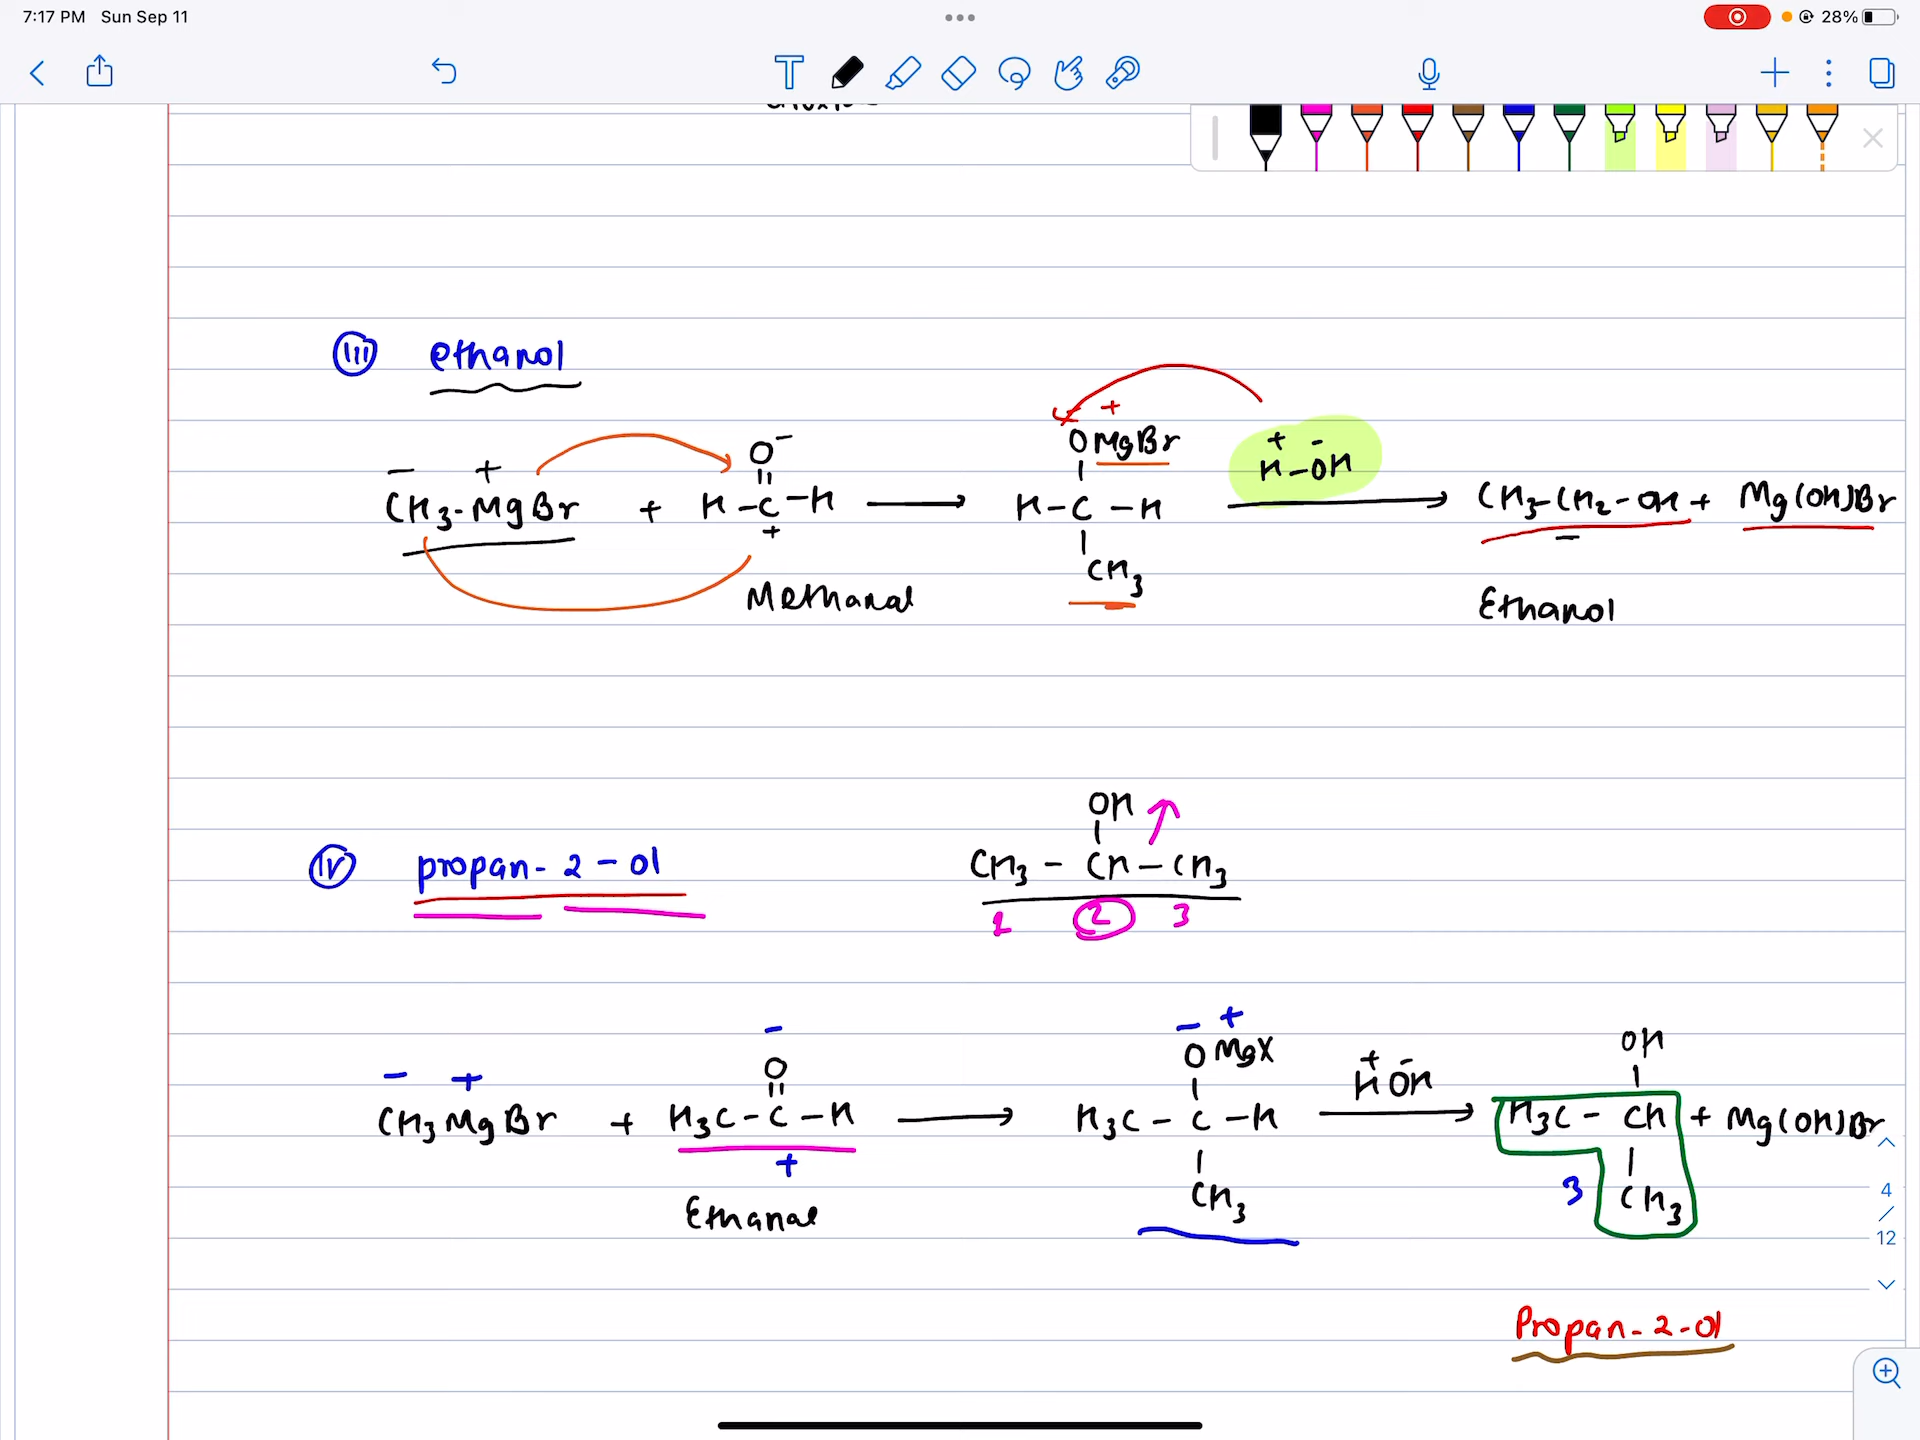 7:17 PM Sun Sep 11
28%
(iii) ethanol
− + O⁻ + + −
CH3-MgBr + H-C-H → OMgBr H-C-H CH3 H-OH → CH3-CH2-OH + Mg(OH)Br
+
Methanal Ethanol
OH
(iv) propan-2-ol CH3 - CH - CH3
1 2 3
− − + OH
− + O OMgX + −
CH3MgBr + H3C-C-H → H3C-C-H HOH → H3C-CH + Mg(OH)Br
+ CH3 3 CH3
4
/
12
Ethanal
Propan-2-ol